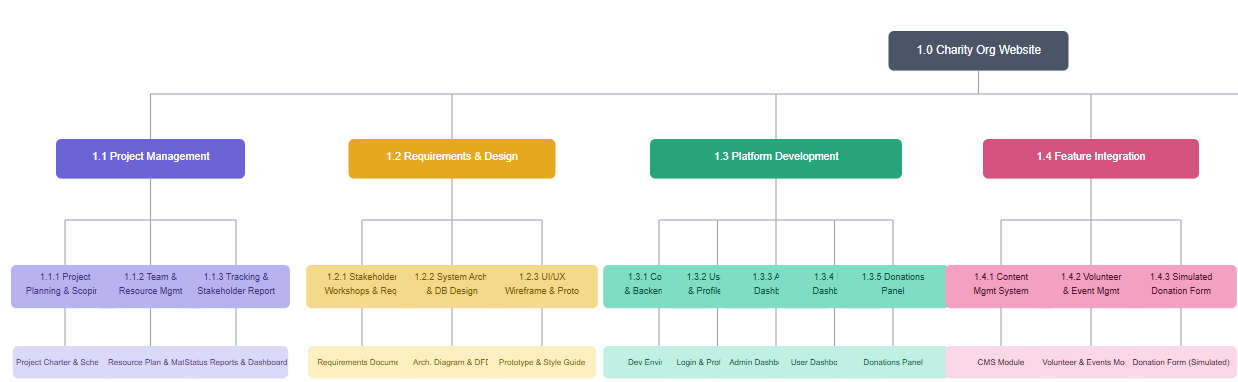 1.0 Charity Org Website
1.1 Project Management
1.2 Requirements & Design
1.3 Platform Development
1.4 Feature Integration
1.1.1 Project
Planning & Scopin
1.1.2 Team &
Resource Mgmt
1.1.3 Tracking &
Stakeholder Report
1.2.1 Stakeholder
Workshops & Req
1.2.2 System Arch
& DB Design
1.2.3 UI/UX
Wireframe & Proto
1.3.1 Co
& Backen
1.3.2 Us
& Profile
1.3.3 A
Dashb
1.3.4
Dashb
1.3.5 Donations
Panel
1.4.1 Content
Mgmt System
1.4.2 Volunteer
& Event Mgmt
1.4.3 Simulated
Donation Form
Project Charter & Sche
Resource Plan & Mat
Status Reports & Dashboard
Requirements Docume
Arch. Diagram & DFD
Prototype & Style Guide
Dev Envir
Login & Prof
Admin Dashbo
User Dashbo
Donations Panel
CMS Module
Volunteer & Events Mo
Donation Form (Simulated)